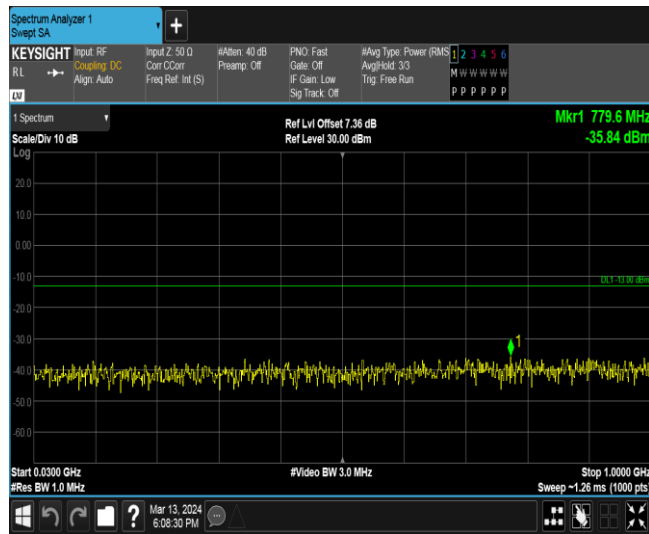 Spectrum Analyzer 1
Swept SA
+
KEYSIGHT
RL
LXI
Input: RF
Coupling: DC
Align: Auto
Input Z: 50 Ω
Corr CCorr
Freq Ref: Int (S)
#Atten: 40 dB
Preamp: Off
PNO: Fast
Gate: Off
IF Gain: Low
Sig Track: Off
#Avg Type: Power (RMS
Avg|Hold: 3/3
Trig: Free Run
1 2 3 4 5 6
M W W W W W
P P P P P P
1 Spectrum
Scale/Div 10 dB
Log
Ref Lvl Offset 7.36 dB
Ref Level 30.00 dBm
Mkr1 779.6 MHz
-35.84 dBm
20.0
10.0
0.00
-10.0
DL1 -13.00 dBm
-20.0
-30.0
1
-40.0
-50.0
-60.0
Start 0.0300 GHz
#Res BW 1.0 MHz
#Video BW 3.0 MHz
Stop 1.0000 GHz
Sweep ~1.26 ms (1000 pts)
?
Mar 13, 2024
6:08:30 PM